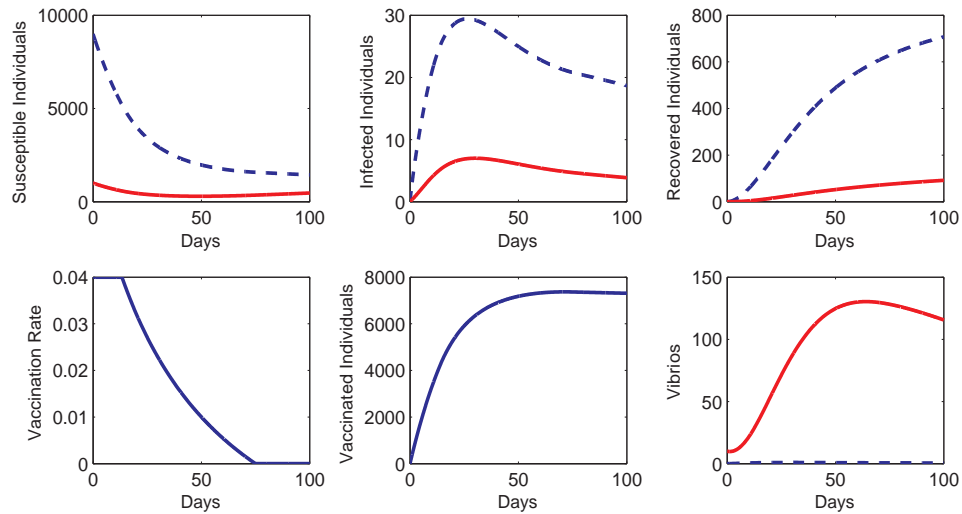 Susceptible Individuals
10000
5000
0
0 50 100
Days
Infected Individuals
30
20
10
0
0 50 100
Days
Recovered Individuals
800
600
400
200
0
0 50 100
Days
Vaccination Rate
0.04
0.03
0.02
0.01
0
0 50 100
Days
Vaccinated Individuals
8000
6000
4000
2000
0
0 50 100
Days
Vibrios
150
100
50
0
0 50 100
Days